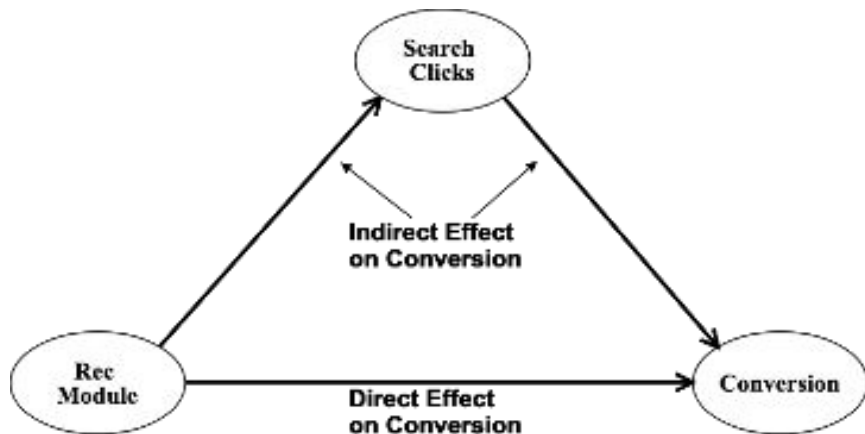 Search
Clicks
Indirect Effect
on Conversion
Rec
Module
Conversion
Direct Effect
on Conversion